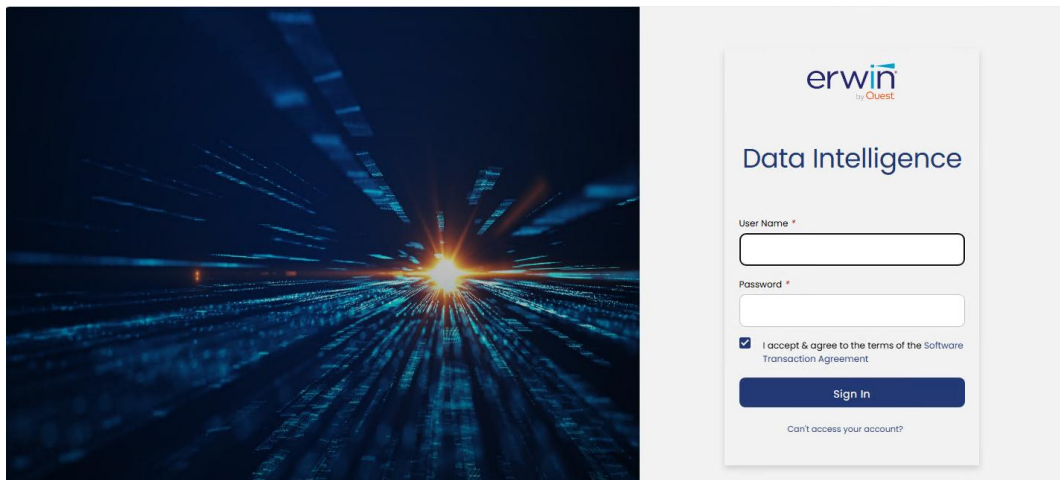 erwin
by Quest
Data Intelligence
User Name *
Password *
I accept & agree to the terms of the Software
Transaction Agreement
Sign In
Can't access your account?